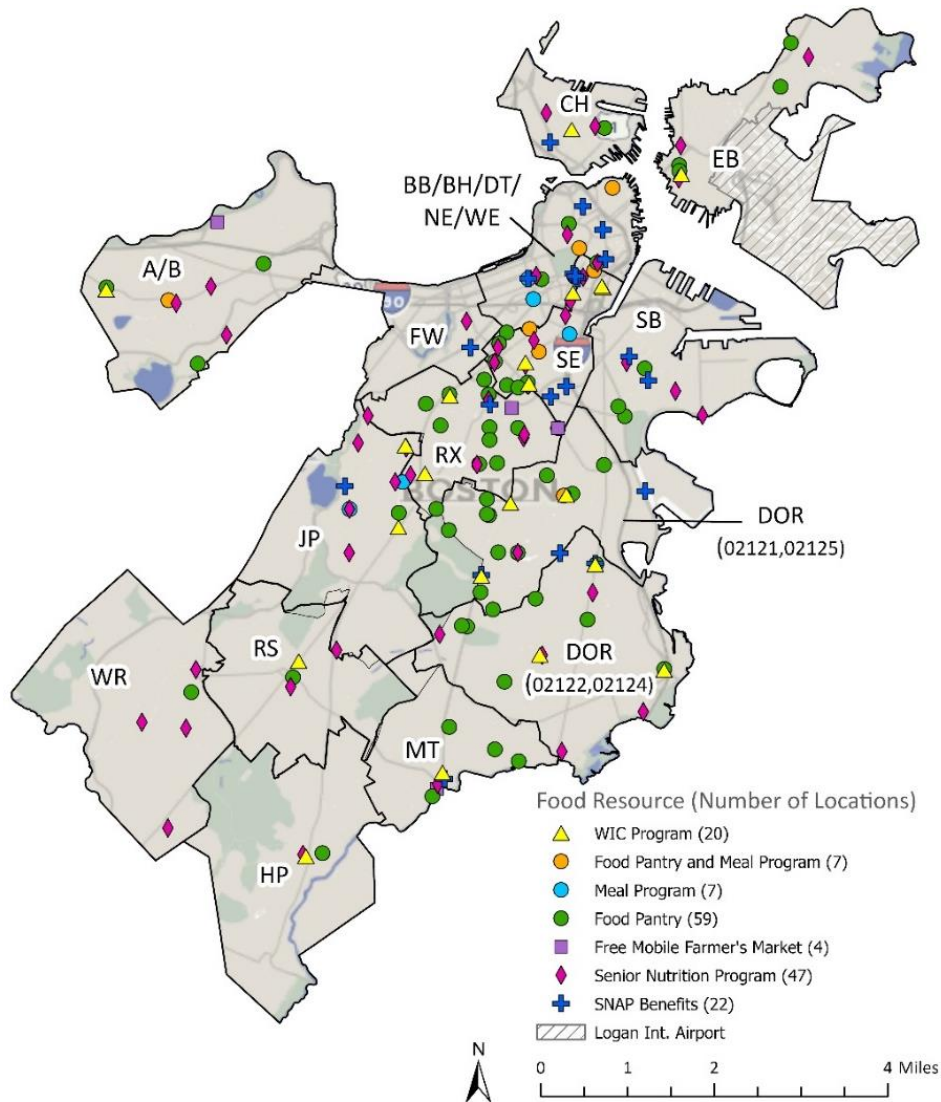 CH
EB
BB/BH/DT/
NE/WE
A/B
90
SB
FW
SE
RX
BOSTON
DOR
(02121,02125)
JP
RS
WR
DOR
(02122,02124)
MT
HP
Food Resource (Number of Locations)
WIC Program (20)
Food Pantry and Meal Program (7)
Meal Program (7)
Food Pantry (59)
Free Mobile Farmer's Market (4)
Senior Nutrition Program (47)
SNAP Benefits (22)
Logan Int. Airport
N
0 1 2 4 Miles